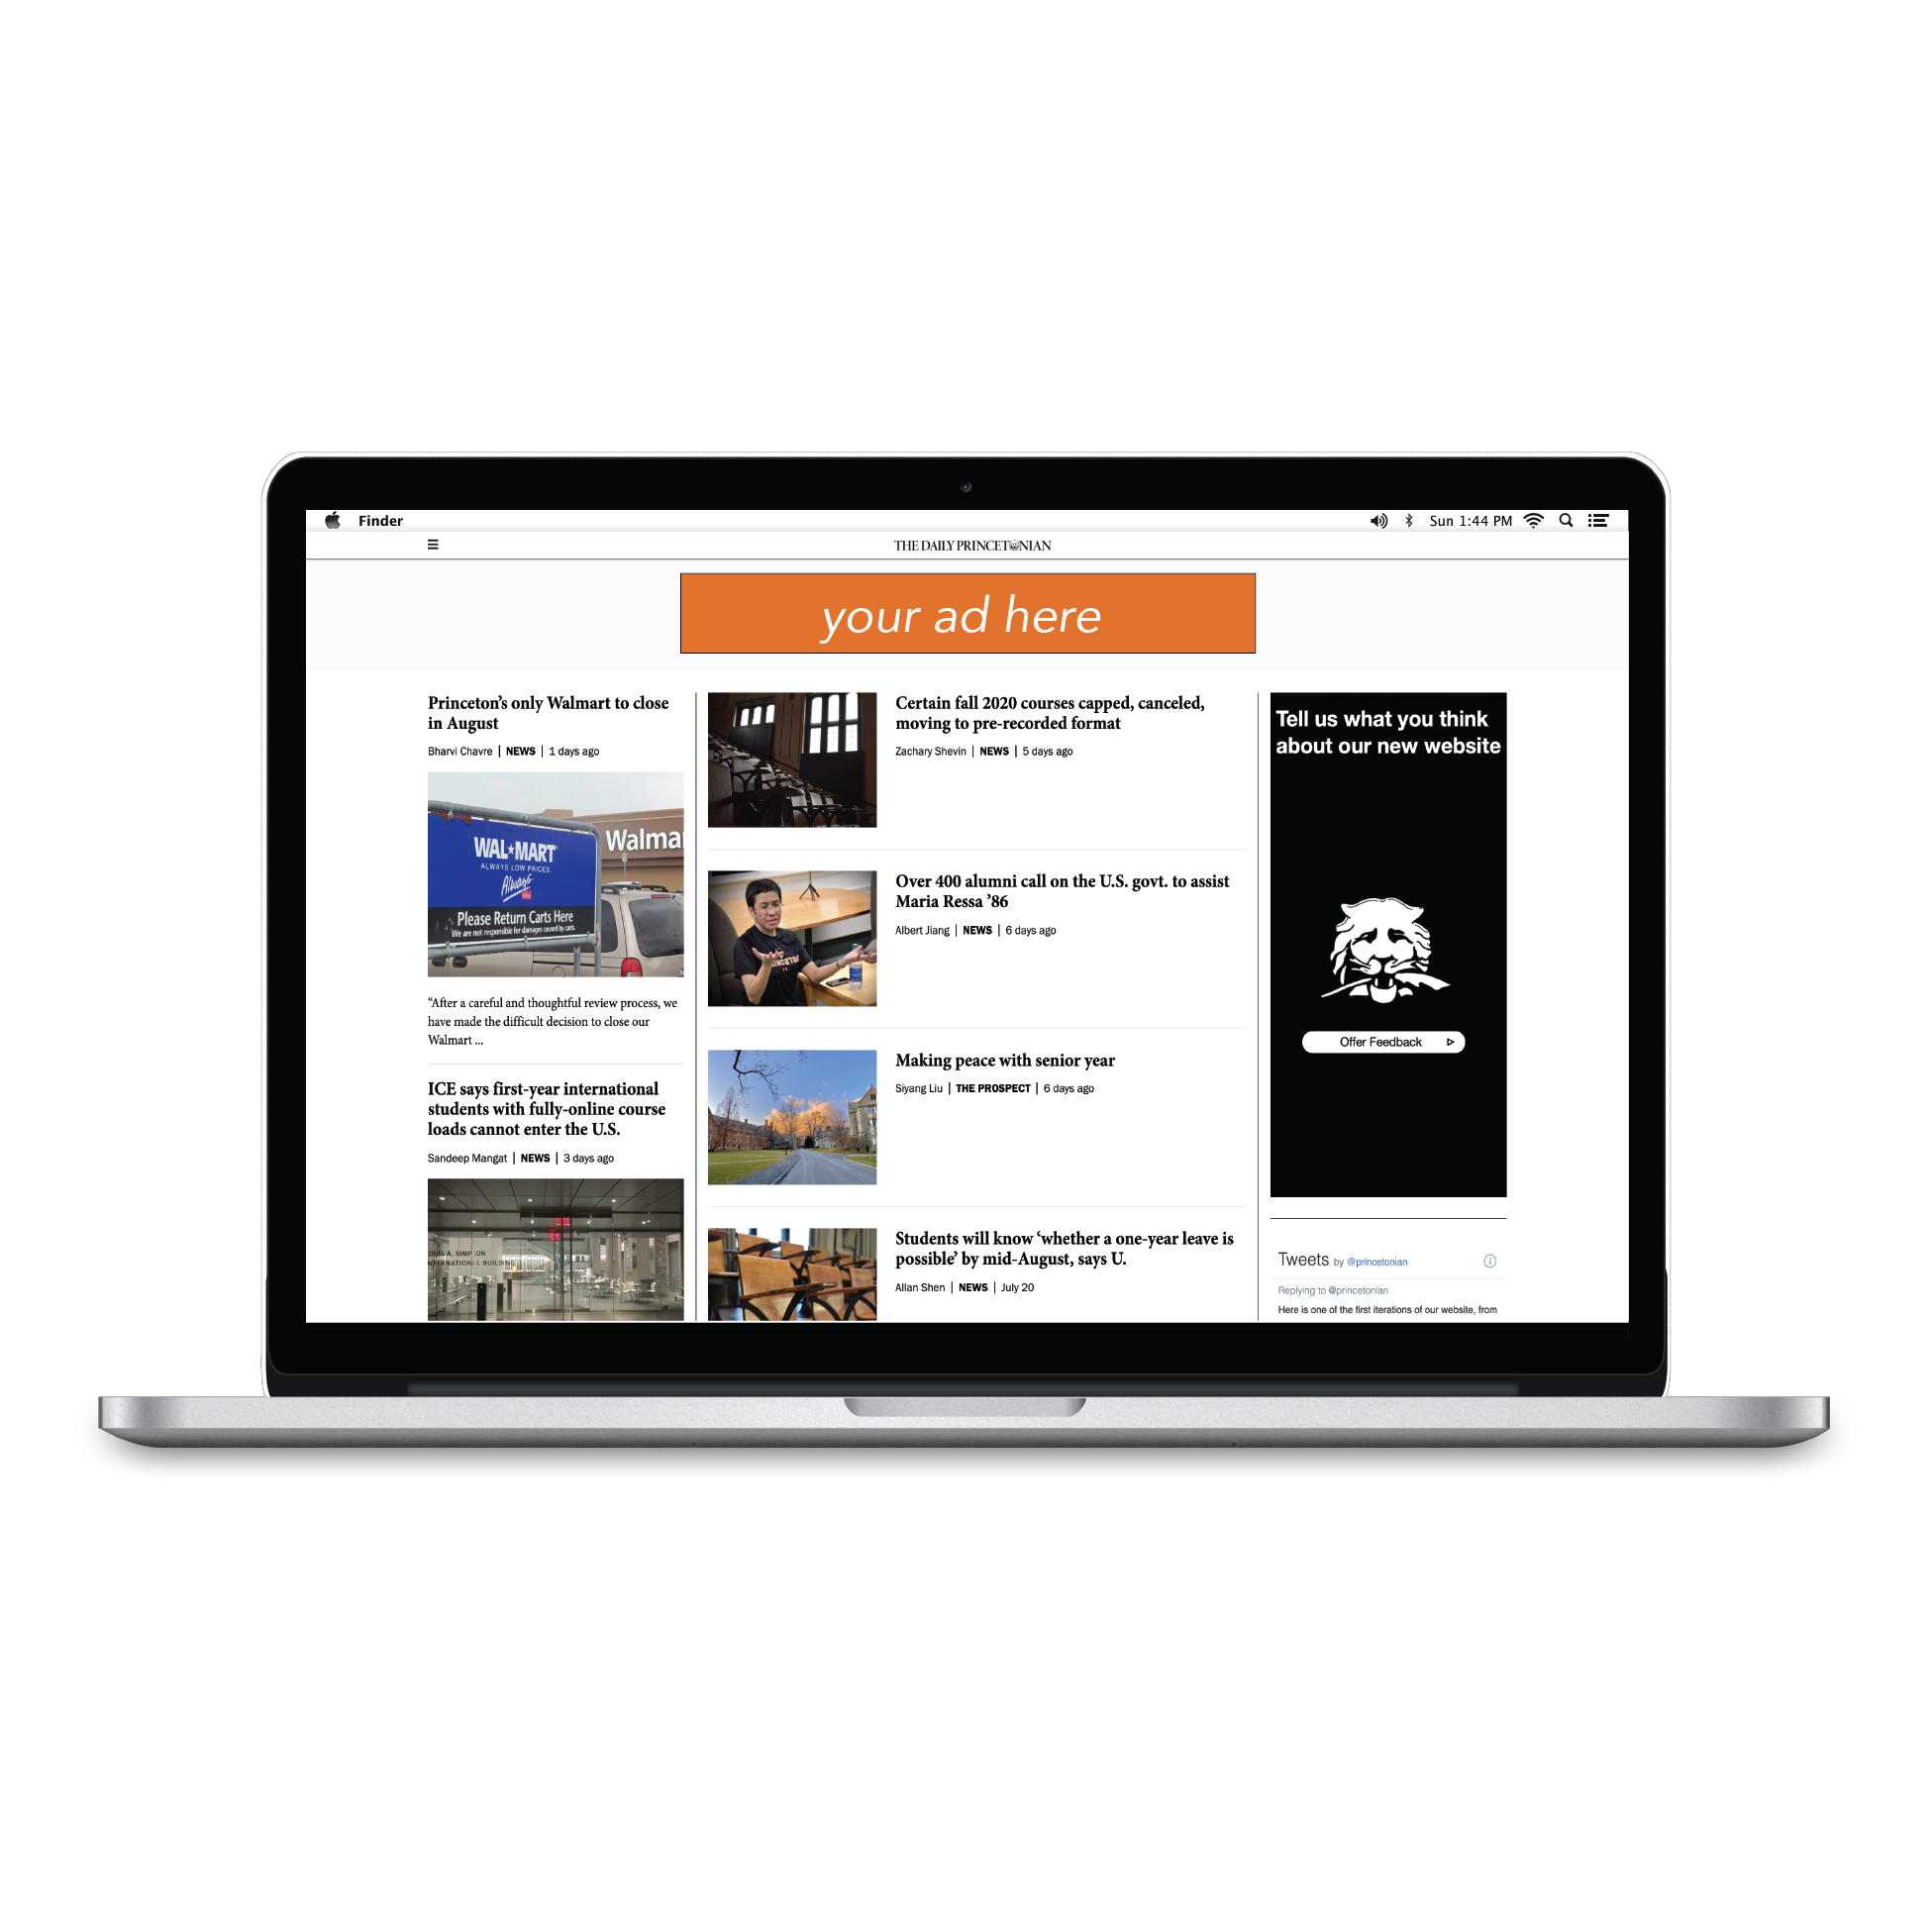 Finder
Sun 1:44 PM
THE DAILY PRINCETONIAN
your ad here
Princeton’s only Walmart to close
in August
Bharvi Chavre | NEWS | 1 days ago
WAL★MART
ALWAYS LOW PRICES.
Always
Please Return Carts Here
We are not responsible for damages caused by carts.
Walma
“After a careful and thoughtful review process, we
have made the difficult decision to close our
Walmart ...
ICE says first-year international
students with fully-online course
loads cannot enter the U.S.
Sandeep Mangat | NEWS | 3 days ago
OUIS A. SIMPSON
NTERNATIONAL BUILDING
Certain fall 2020 courses capped, canceled,
moving to pre-recorded format
Zachary Shevin | NEWS | 5 days ago
Over 400 alumni call on the U.S. govt. to assist
Maria Ressa ’86
Albert Jiang | NEWS | 6 days ago
Making peace with senior year
Siyang Liu | THE PROSPECT | 6 days ago
Students will know ‘whether a one-year leave is
possible’ by mid-August, says U.
Allan Shen | NEWS | July 20
Tell us what you think
about our new website
Offer Feedback
Tweets by @princetonian
Replying to @princetonian
Here is one of the first iterations of our website, from